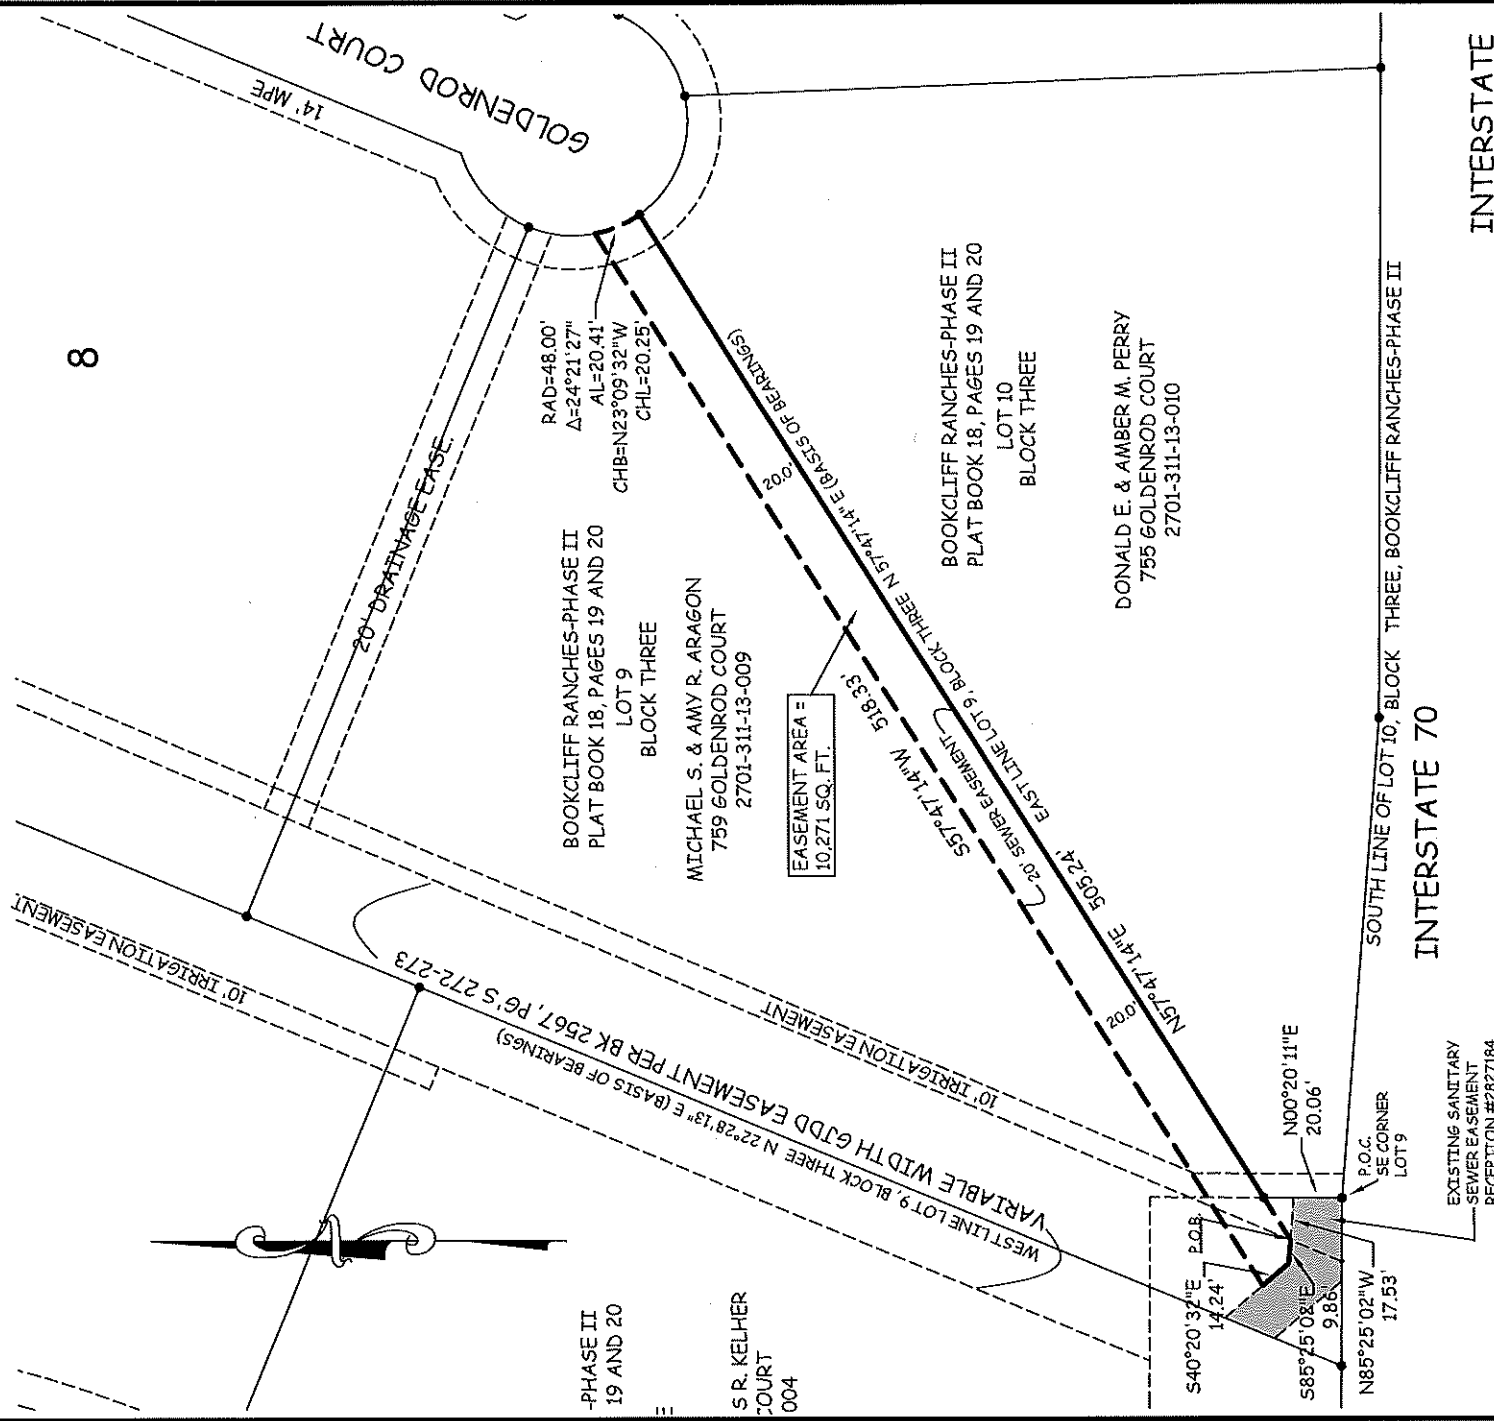 GOLDENROD COURT
14' MPE
8
20' DRAINAGE EASE.
RAD=48.00'
Δ=24°21'27"
AL=20.41'
CHB=N23°09'32"W
CHL=20.25'
BOOKCLIFF RANCHES-PHASE II
PLAT BOOK 18, PAGES 19 AND 20
LOT 9
BLOCK THREE
MICHAEL S. & AMY R. ARAGON
759 GOLDENROD COURT
2701-311-13-009
EASEMENT AREA =
10,271 SQ. FT.
BOOKCLIFF RANCHES-PHASE II
PLAT BOOK 18, PAGES 19 AND 20
LOT 10
BLOCK THREE
DONALD E. & AMBER M. PERRY
755 GOLDENROD COURT
2701-311-13-010
20.0'
S57°47'14"W 518.33'
20' SEWER EASEMENT
EAST LINE LOT 9, BLOCK THREE N 57°47'14" E (BASIS OF BEARINGS)
N57°47'14"E 505.24'
20.0'
10' IRRIGATION EASEMENT
10' IRRIGATION EASEMENT
VARIABLE WIDTH GJDD EASEMENT PER BK 2567, PG'S 272-273
WEST LINE LOT 9, BLOCK THREE N 22°28'13" E (BASIS OF BEARINGS)
N
-PHASE II
19 AND 20
S R. KELHER
COURT
004
S40°20'32"E
14.24'
P.O.B.
S85°25'02"E
9.86'
N85°25'02"W
17.53'
N00°20'11"E
20.06'
P.O.C.
SE CORNER
LOT 9
EXISTING SANITARY
SEWER EASEMENT
RECEPTION #2827184
SOUTH LINE OF LOT 10, BLOCK THREE, BOOKCLIFF RANCHES-PHASE II
INTERSTATE 70
INTERSTATE